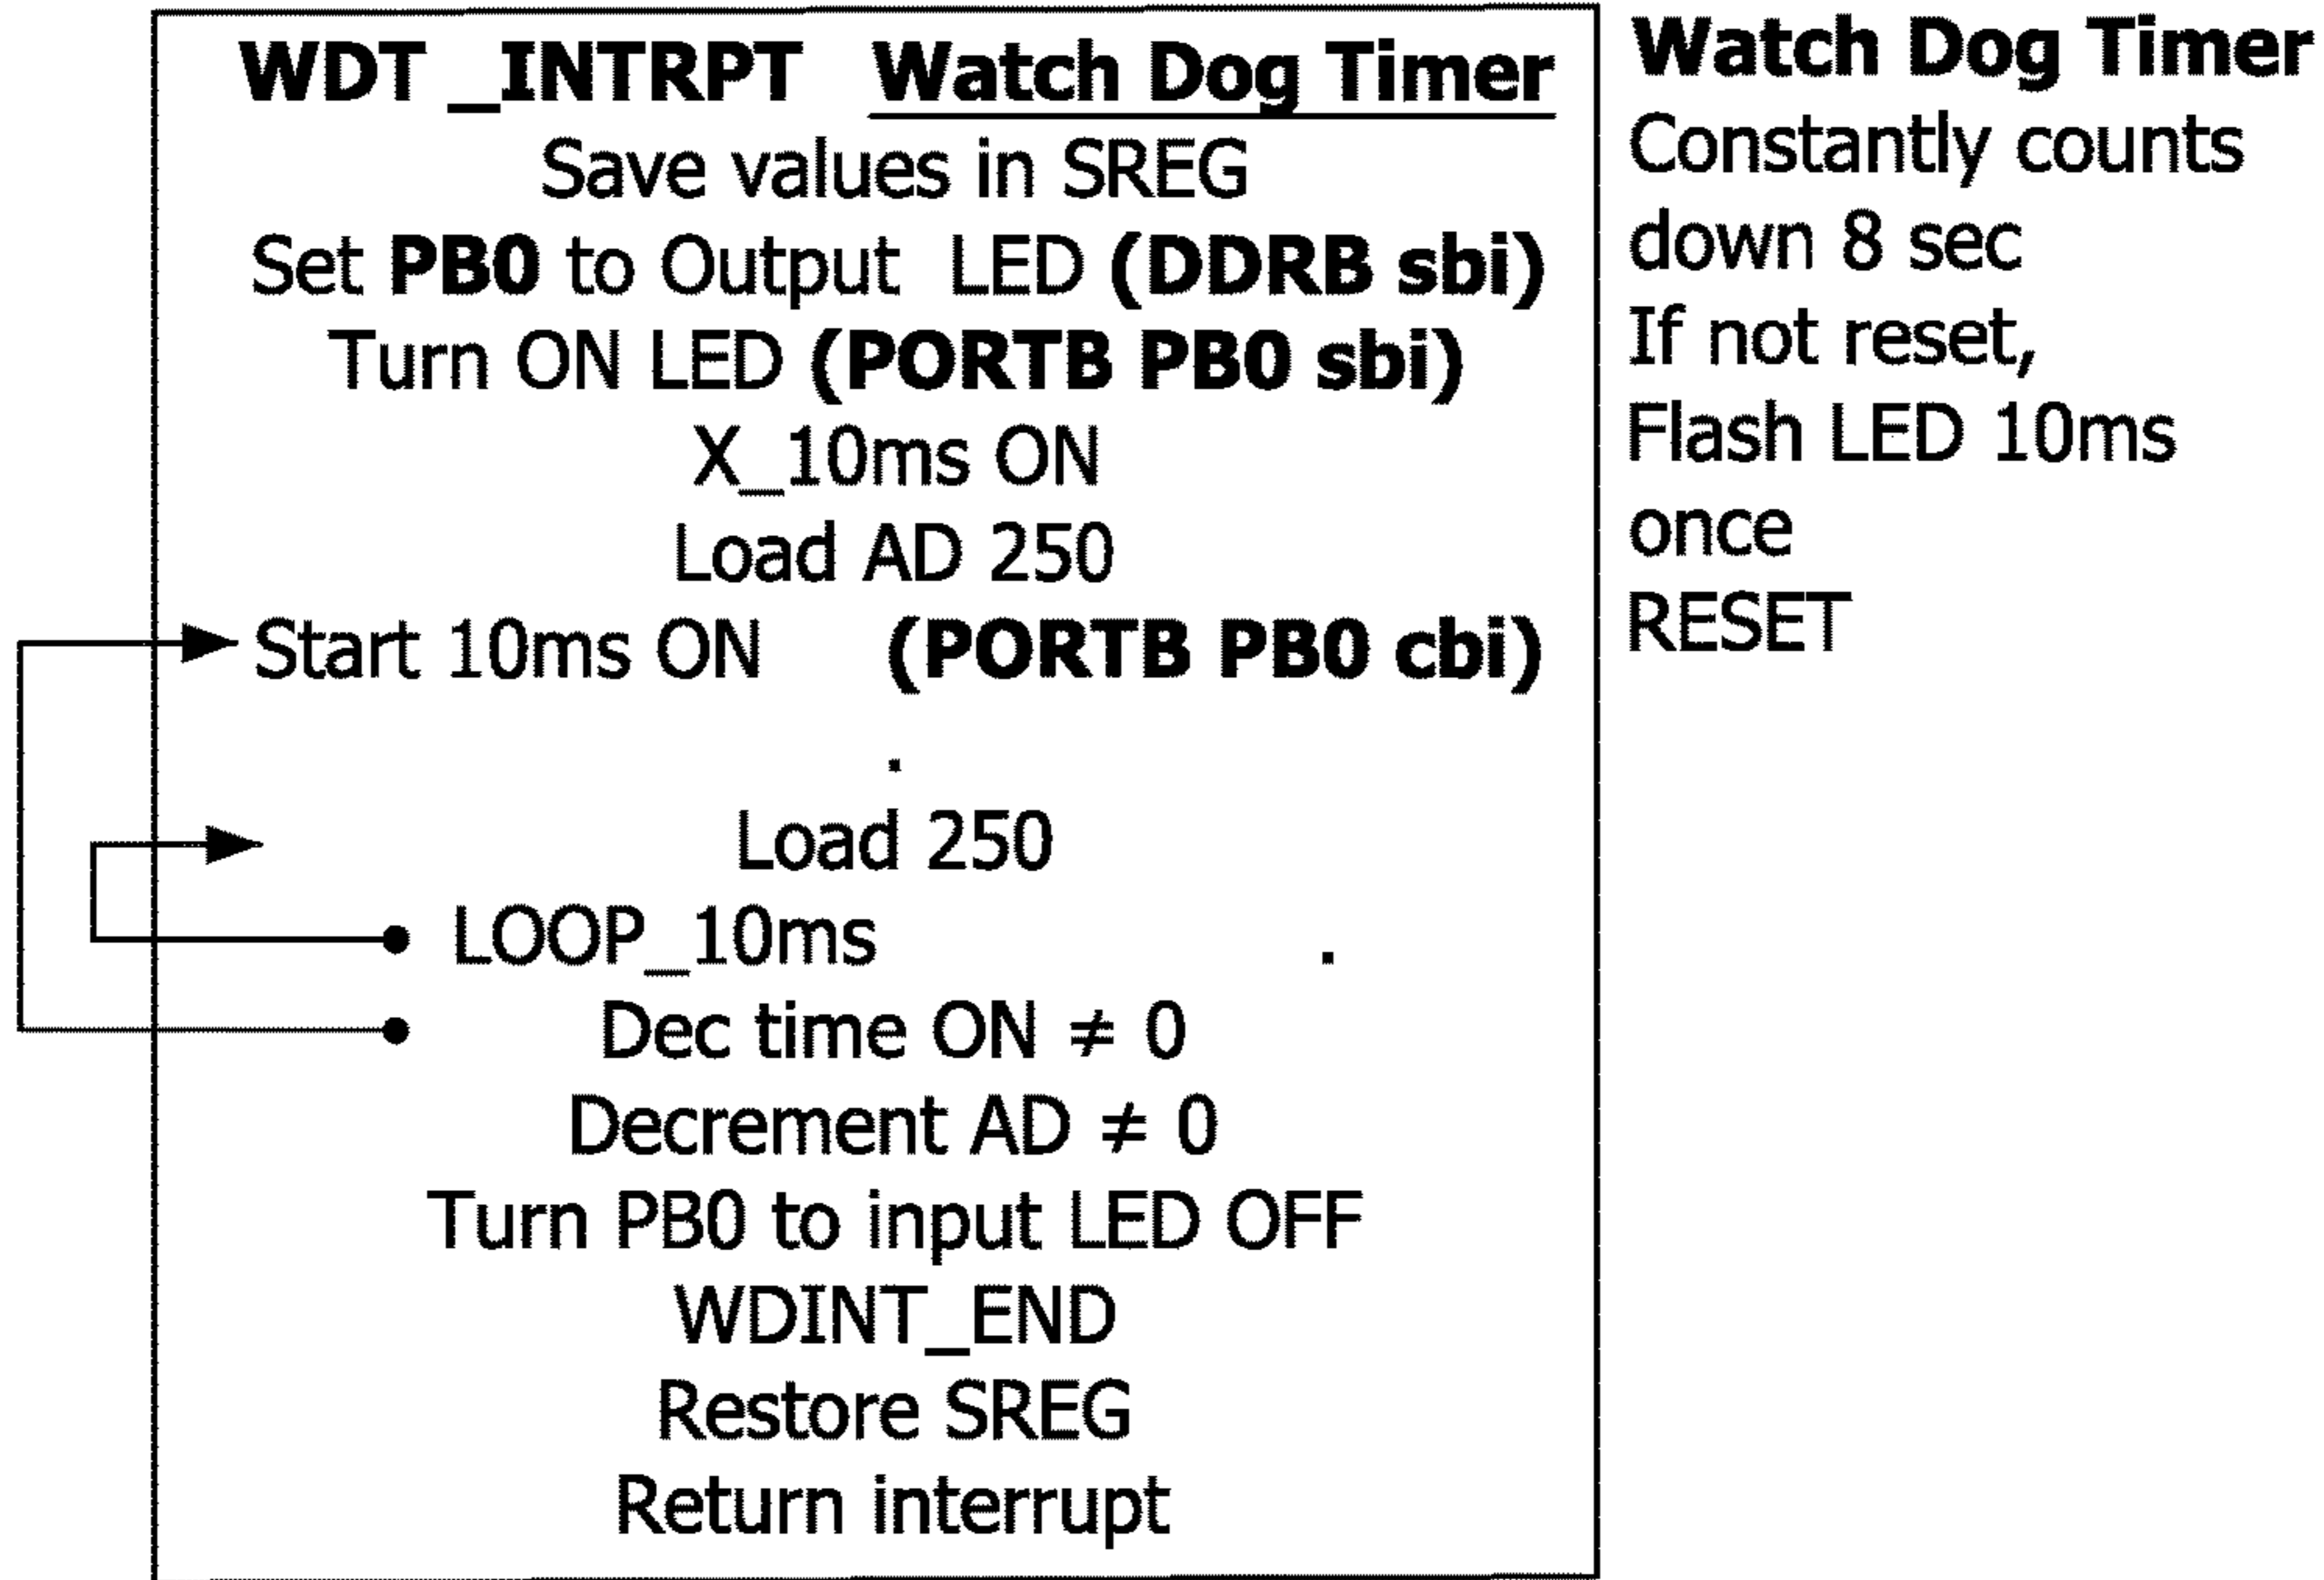 WDT _INTRPT Watch Dog Timer
Save values in SREG
Set PB0 to Output LED (DDRB sbi)
Turn ON LED (PORTB PB0 sbi)
X_10ms ON
Load AD 250
Start 10ms ON (PORTB PB0 cbi)
.
Load 250
LOOP_10ms .
Dec time ON ≠ 0
Decrement AD ≠ 0
Turn PB0 to input LED OFF
WDINT_END
Restore SREG
Return interrupt
Watch Dog Timer
Constantly counts
down 8 sec
If not reset,
Flash LED 10ms
once
RESET